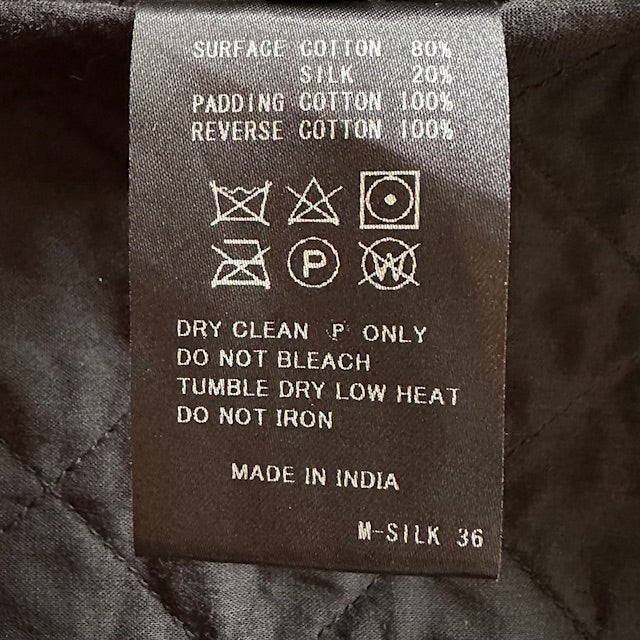 SURFACE COTTON 80%
SILK 20%
PADDING COTTON 100%
REVERSE COTTON 100%
P W
DRY CLEAN P ONLY
DO NOT BLEACH
TUMBLE DRY LOW HEAT
DO NOT IRON
MADE IN INDIA
M-SILK 36